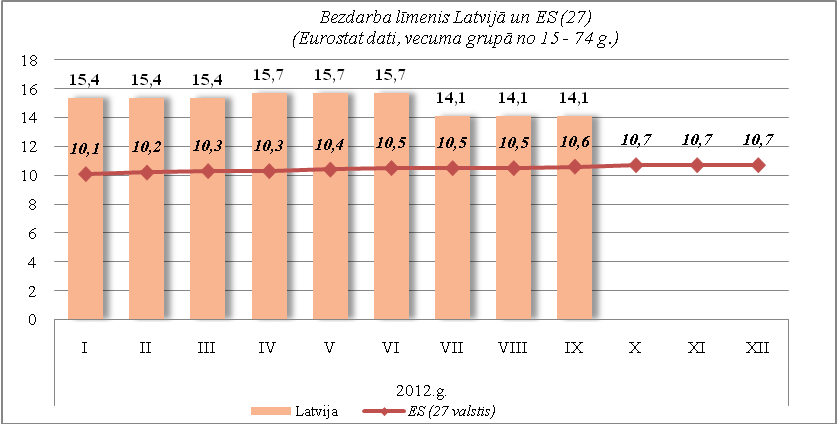 Bezdarba līmenis Latvijā un ES (27)
(Eurostat dati, vecuma grupā no 15 - 74 g.)
18
16
14
12
10
8
6
4
2
0
15,4 15,4 15,4 15,7 15,7 15,7 14,1 14,1 14,1
10,1 10,2 10,3 10,3 10,4 10,5 10,5 10,5 10,6 10,7 10,7 10,7
I II III IV V VI VII VIII IX X XI XII
2012.g.
Latvija ES (27 valstis)